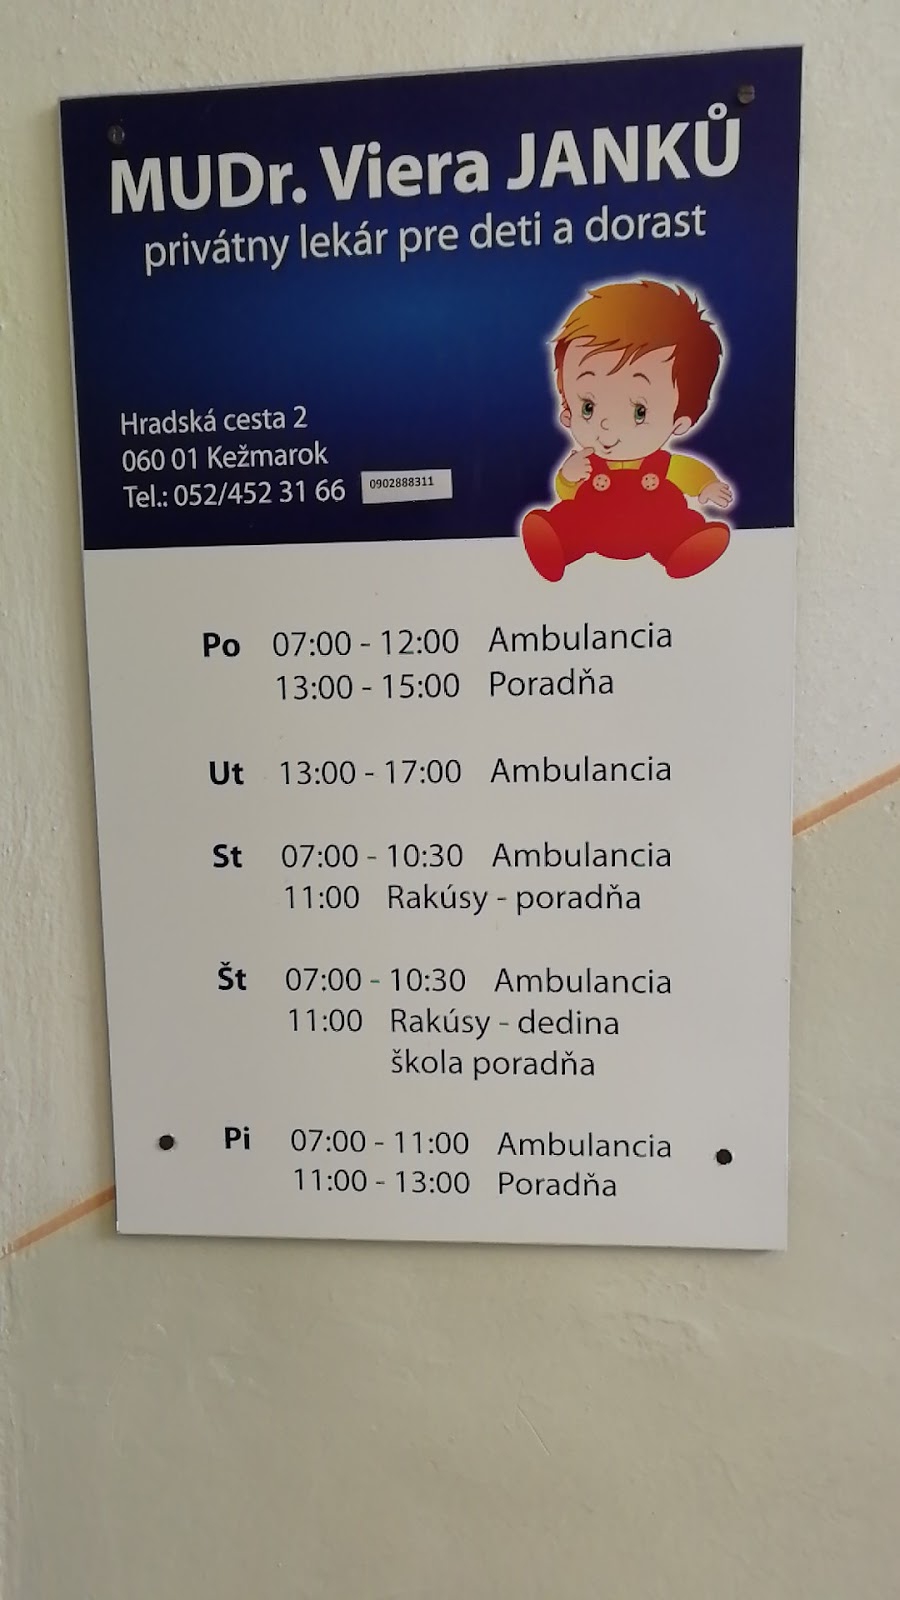 MUDr. Viera JANKŮ
privátny lekár pre deti a dorast
Hradská cesta 2
060 01 Kežmarok
Tel.: 052/452 31 66 0902888311
Po 07:00 - 12:00 Ambulancia
13:00 - 15:00 Poradňa
Ut 13:00 - 17:00 Ambulancia
St 07:00 - 10:30 Ambulancia
11:00 Rakúsy - poradňa
Št 07:00 - 10:30 Ambulancia
11:00 Rakúsy - dedina
škola poradňa
Pi 07:00 - 11:00 Ambulancia
11:00 - 13:00 Poradňa